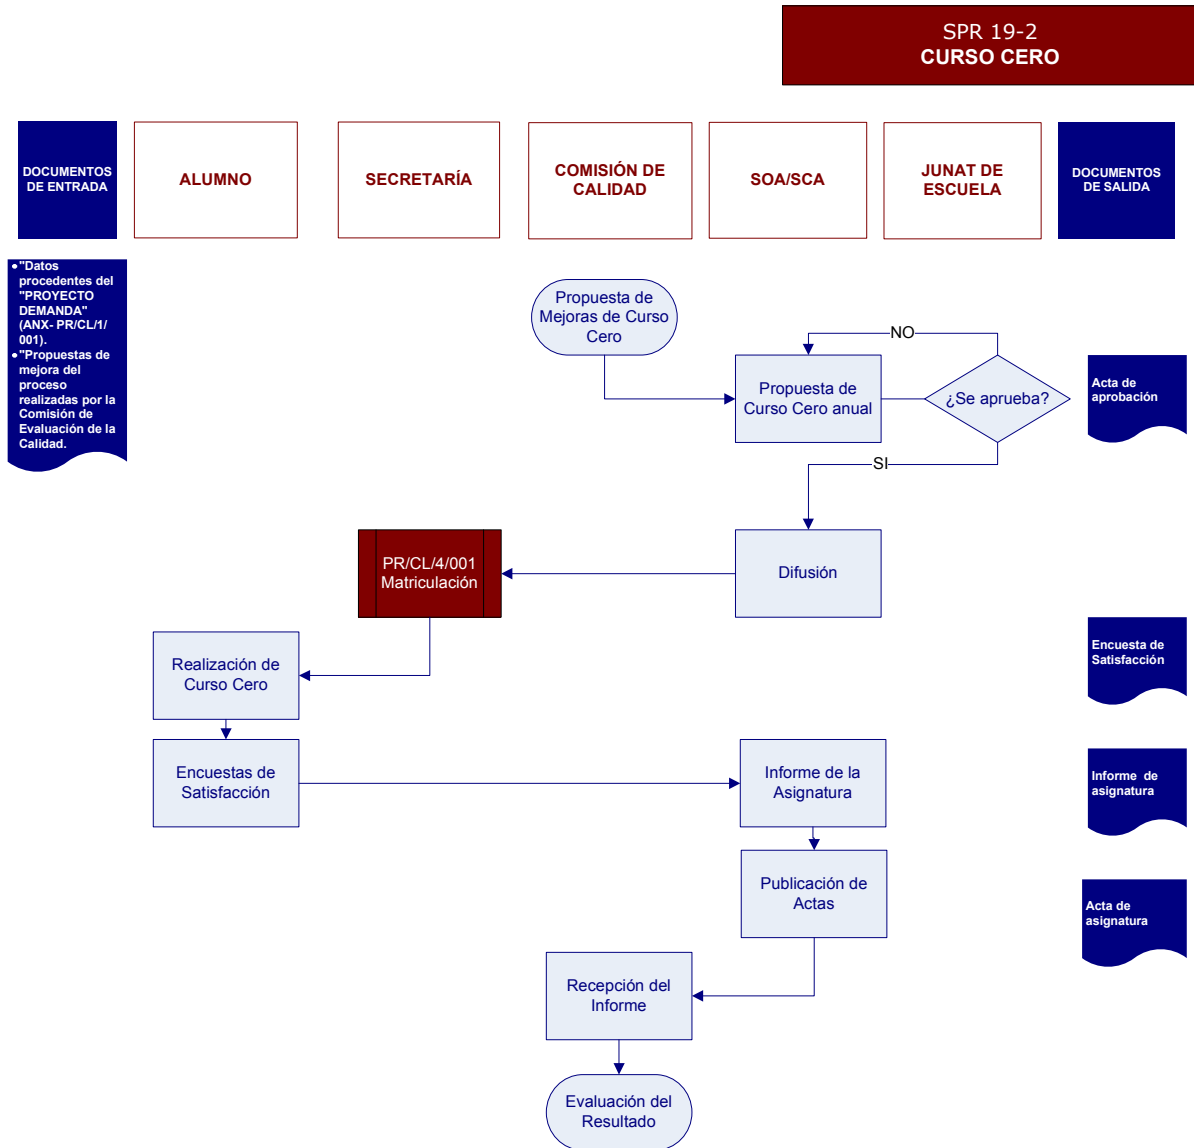 SPR 19-2
CURSO CERO
DOCUMENTOS
DE ENTRADA
ALUMNO
SECRETARÍA
COMISIÓN DE
CALIDAD
SOA/SCA
JUNAT DE
ESCUELA
DOCUMENTOS
DE SALIDA
•"Datos
procedentes del
"PROYECTO
DEMANDA"
(ANX- PR/CL/1/
001).
•"Propuestas de
mejora del
proceso
realizadas por la
Comisión de
Evaluación de la
Calidad.
Propuesta de
Mejoras de Curso
Cero
NO
Propuesta de
Curso Cero anual
¿Se aprueba?
Acta de
aprobación
SI
PR/CL/4/001
Matriculación
Difusión
Realización de
Curso Cero
Encuesta de
Satisfacción
Encuestas de
Satisfacción
Informe de la
Asignatura
Informe de
asignatura
Publicación de
Actas
Acta de
asignatura
Recepción del
Informe
Evaluación del
Resultado